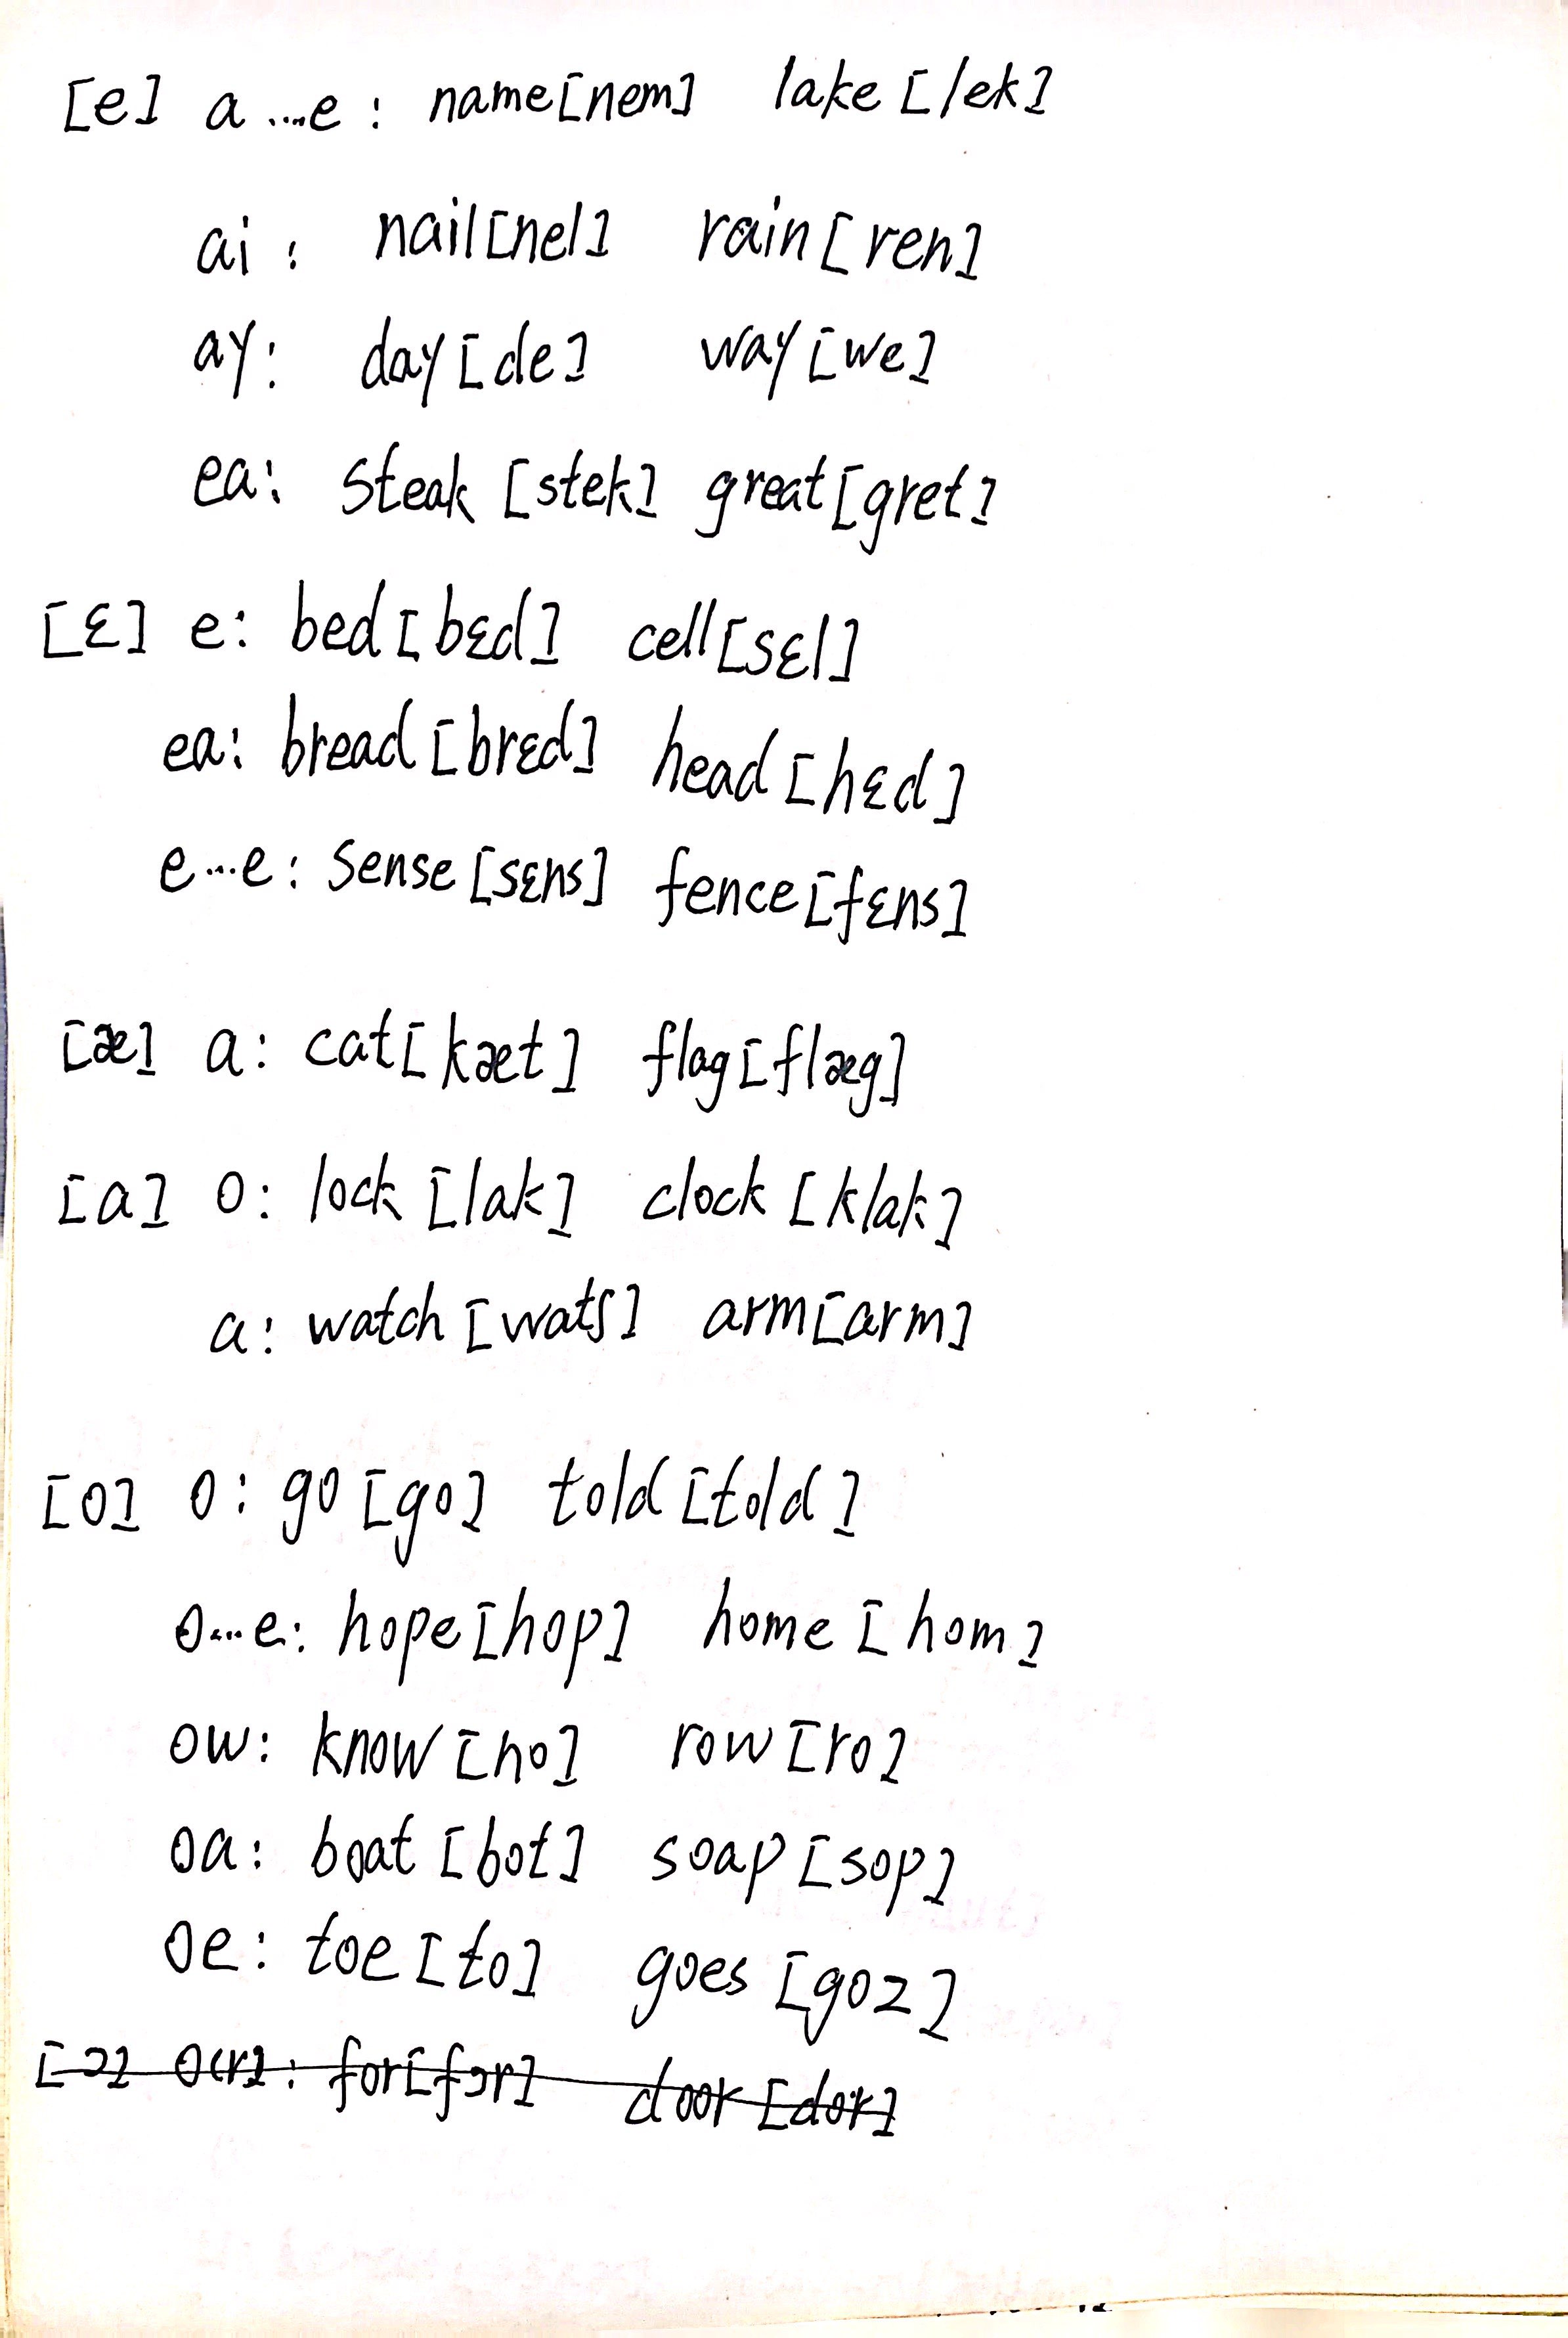 [e] a...e: name[nem] lake[lek]
ai: nail[nel] rain[ren]
ay: day[de] way[we]
ea: steak[stek] great[gret]
[ɛ] e: bed[bɛd] cell[sɛl]
ea: bread[brɛd] head[hɛd]
e...e: sense[sɛns] fence[fɛns]
[æ] a: cat[kæt] flag[flæg]
[a] o: lock[lak] clock[klak]
a: watch[watʃ] arm[arm]
[o] o: go[go] told[told]
o...e: hope[hop] home[hom]
ow: know[no] row[ro]
oa: boat[bot] soap[sop]
oe: toe[to] goes[goz]
[ɔ] o(r): for[fɔr] door[dor]